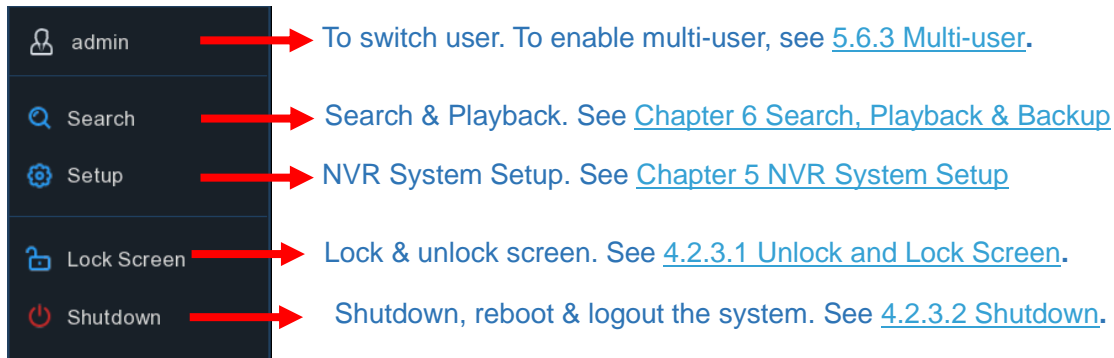 admin To switch user. To enable multi-user, see 5.6.3 Multi-user.
Search Search & Playback. See Chapter 6 Search, Playback & Backup
Setup NVR System Setup. See Chapter 5 NVR System Setup
Lock Screen Lock & unlock screen. See 4.2.3.1 Unlock and Lock Screen.
Shutdown Shutdown, reboot & logout the system. See 4.2.3.2 Shutdown.